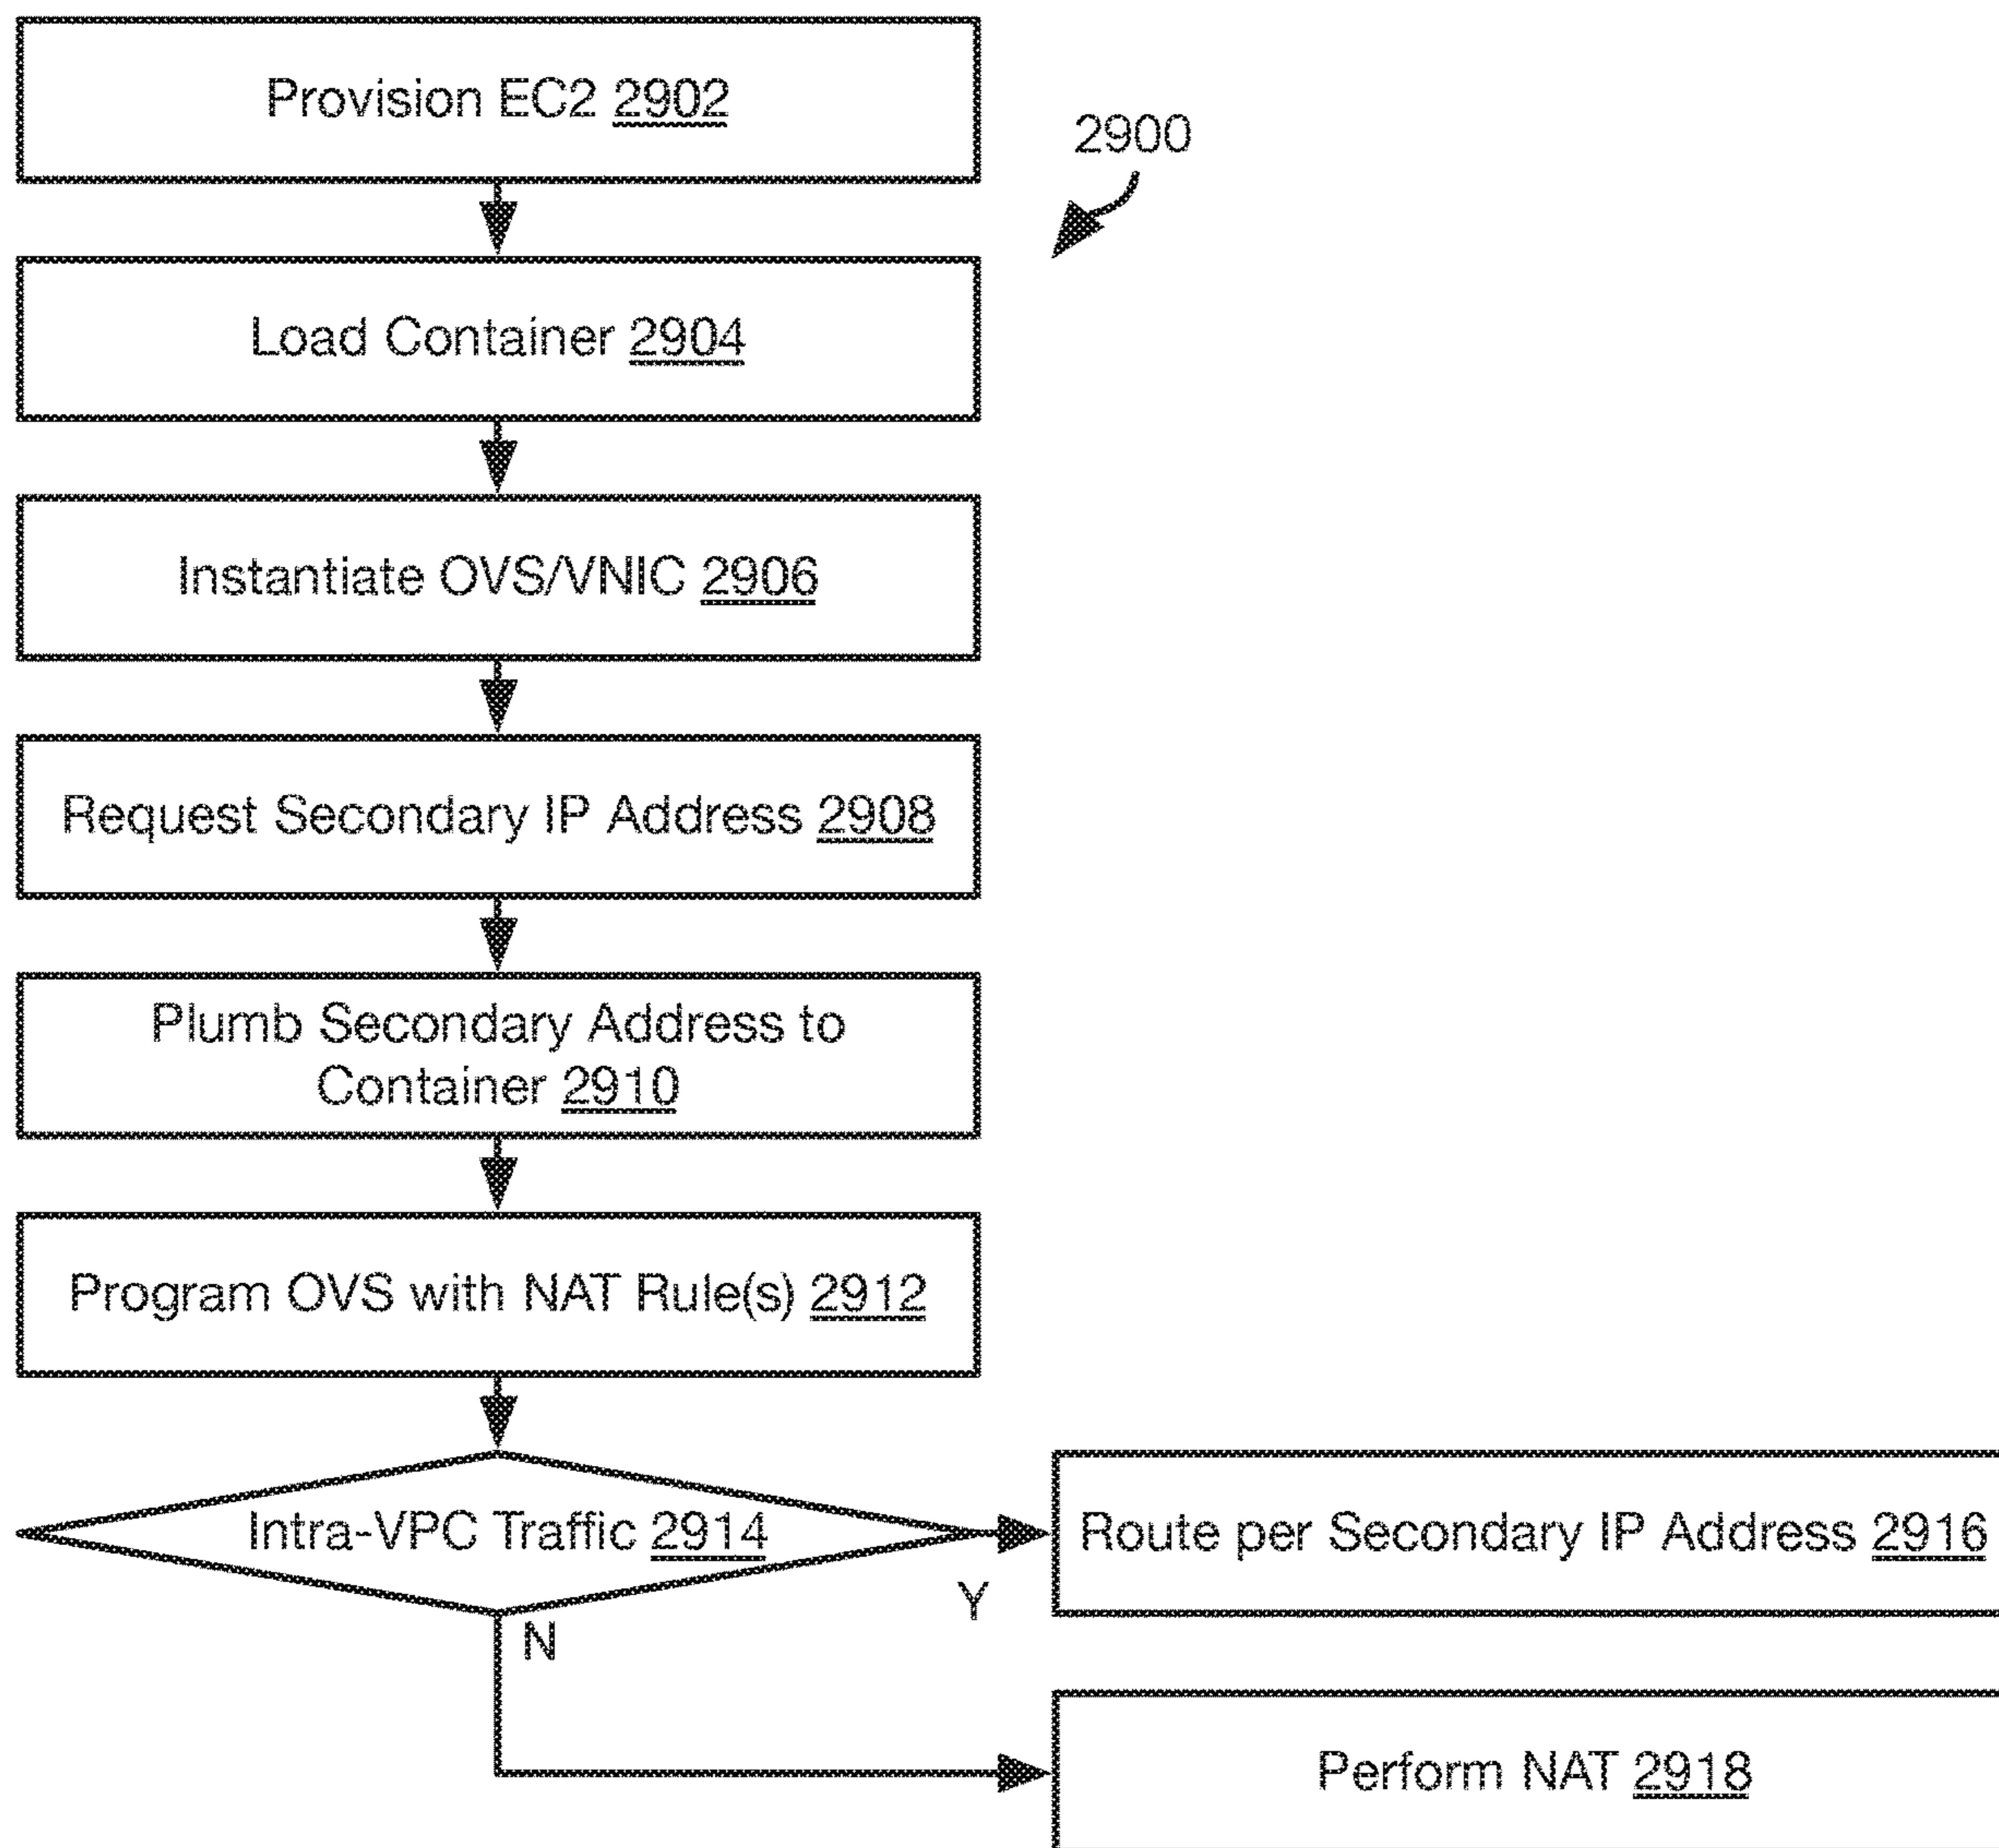 Provision EC2 2902
2900
Load Container 2904
Instantiate OVS/VNIC 2906
Request Secondary IP Address 2908
Plumb Secondary Address to
Container 2910
Program OVS with NAT Rule(s) 2912
Intra-VPC Traffic 2914
Route per Secondary IP Address 2916
Y
N
Perform NAT 2918